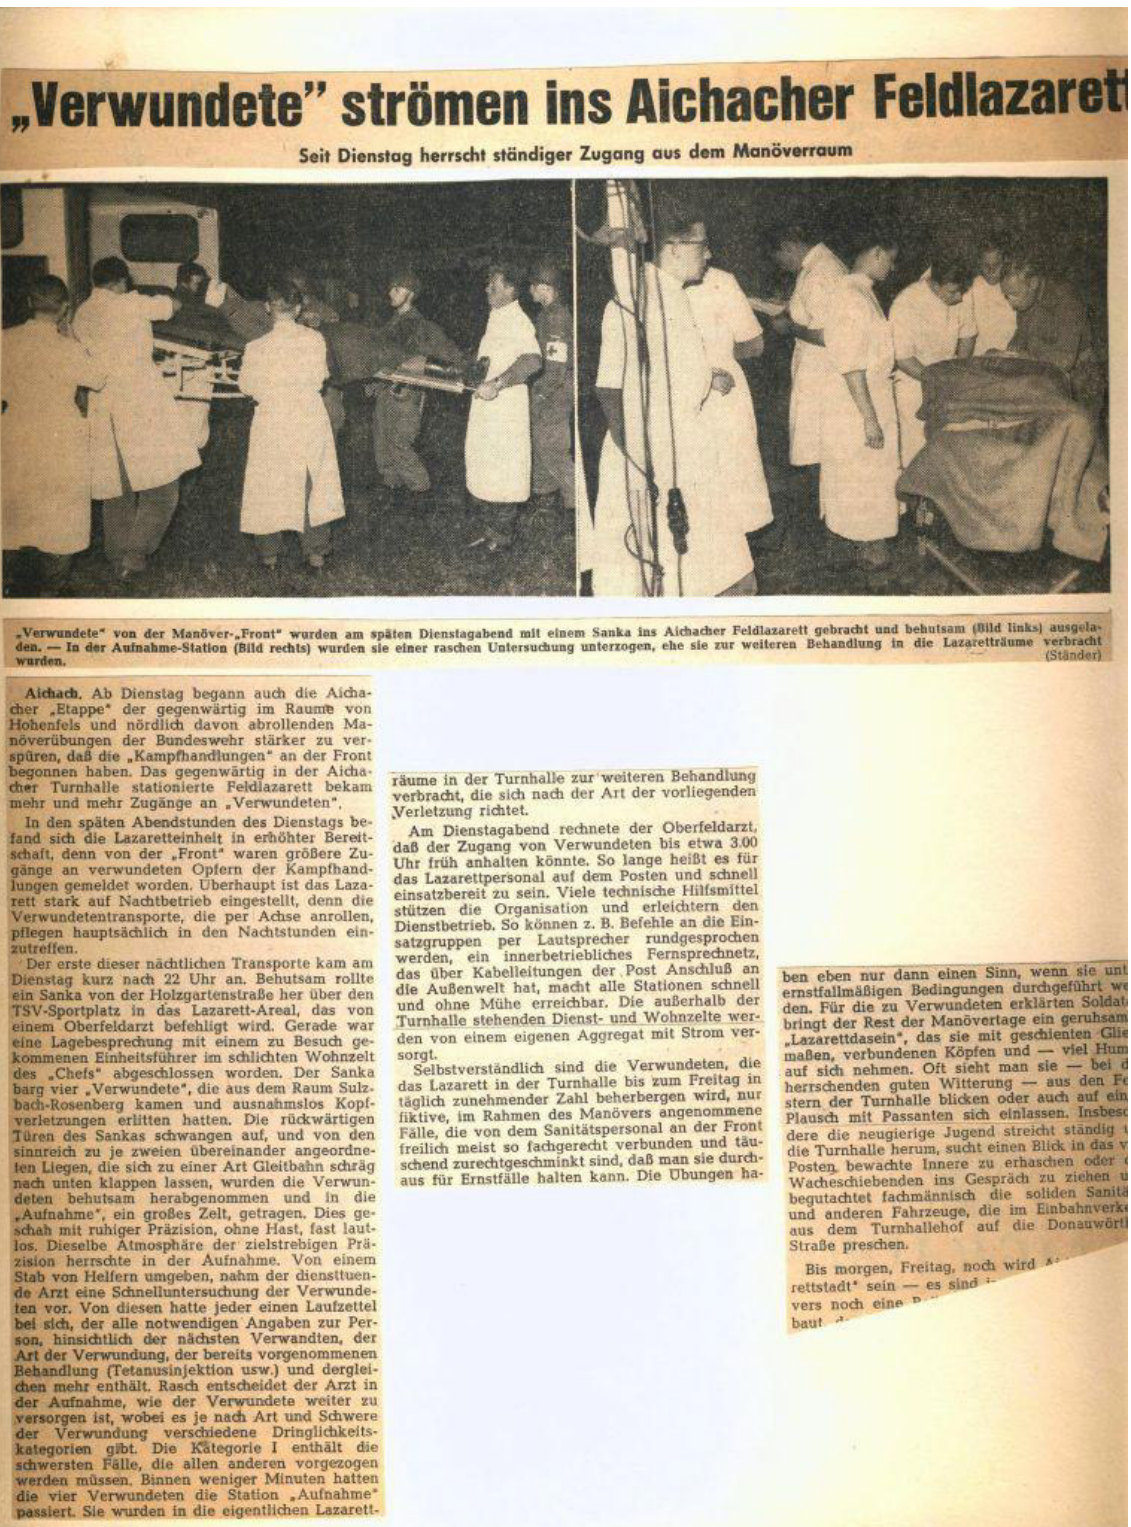 „Verwundete” strömen ins Aichacher Feldlazarett
Seit Dienstag herrscht ständiger Zugang aus dem Manöverraum
„Verwundete“ von der Manöver-„Front“ wurden am späten Dienstagabend mit einem Sanka ins Aichacher Feldlazarett gebracht und behutsam (Bild links) ausgela-
den. — In der Aufnahme-Station (Bild rechts) wurden sie einer raschen Untersuchung unterzogen, ehe sie zur weiteren Behandlung in die Lazaretträume verbracht
wurden. (Ständer)
Aichach. Ab Dienstag begann auch die Aicha-
cher „Etappe“ der gegenwärtig im Raume von
Hohenfels und nördlich davon abrollenden Ma-
növerübungen der Bundeswehr stärker zu ver-
spüren, daß die „Kampfhandlungen“ an der Front
begonnen haben. Das gegenwärtig in der Aicha-
cher Turnhalle stationierte Feldlazarett bekam
mehr und mehr Zugänge an „Verwundeten“.
In den späten Abendstunden des Dienstags be-
fand sich die Lazaretteinheit in erhöhter Bereit-
schaft, denn von der „Front“ waren größere Zu-
gänge an verwundeten Opfern der Kampfhand-
lungen gemeldet worden. Überhaupt ist das Laza-
rett stark auf Nachtbetrieb eingestellt, denn die
Verwundetentransporte, die per Achse anrollen,
pflegen hauptsächlich in den Nachtstunden ein-
zutreffen.
Der erste dieser nächtlichen Transporte kam am
Dienstag kurz nach 22 Uhr an. Behutsam rollte
ein Sanka von der Holzgartenstraße her über den
TSV-Sportplatz in das Lazarett-Areal, das von
einem Oberfeldarzt befehligt wird. Gerade war
eine Lagebesprechung mit einem zu Besuch ge-
kommenen Einheitsführer im schlichten Wohnzelt
des „Chefs“ abgeschlossen worden. Der Sanka
barg vier „Verwundete“, die aus dem Raum Sulz-
bach-Rosenberg kamen und ausnahmslos Kopf-
verletzungen erlitten hatten. Die rückwärtigen
Türen des Sankas schwangen auf, und von den
sinnreich zu je zweien übereinander angeordne-
ten Liegen, die sich zu einer Art Gleitbahn schräg
nach unten klappen lassen, wurden die Verwun-
deten behutsam herabgenommen und in die
„Aufnahme“, ein großes Zelt, getragen. Dies ge-
schah mit ruhiger Präzision, ohne Hast, fast laut-
los. Dieselbe Atmosphäre der zielstrebigen Prä-
zision herrschte in der Aufnahme. Von einem
Stab von Helfern umgeben, nahm der diensttuen-
de Arzt eine Schnelluntersuchung der Verwunde-
ten vor. Von diesen hatte jeder einen Laufzettel
bei sich, der alle notwendigen Angaben zur Per-
son, hinsichtlich der nächsten Verwandten, der
Art der Verwundung, der bereits vorgenommenen
Behandlung (Tetanusinjektion usw.) und derglei-
chen mehr enthält. Rasch entscheidet der Arzt in
der Aufnahme, wie der Verwundete weiter zu
versorgen ist, wobei es je nach Art und Schwere
der Verwundung verschiedene Dringlichkeits-
kategorien gibt. Die Kategorie I enthält die
schwersten Fälle, die allen anderen vorgezogen
werden müssen. Binnen weniger Minuten hatten
die vier Verwundeten die Station „Aufnahme“
passiert. Sie wurden in die eigentlichen Lazarett-
räume in der Turnhalle zur weiteren Behandlung
verbracht, die sich nach der Art der vorliegenden
Verletzung richtet.
Am Dienstagabend rechnete der Oberfeldarzt,
daß der Zugang von Verwundeten bis etwa 3.00
Uhr früh anhalten könnte. So lange heißt es für
das Lazarettpersonal auf dem Posten und schnell
einsatzbereit zu sein. Viele technische Hilfsmittel
stützen die Organisation und erleichtern den
Dienstbetrieb. So können z. B. Befehle an die Ein-
satzgruppen per Lautsprecher rundgesprochen
werden, ein innerbetriebliches Fernsprechnetz,
das über Kabelleitungen der Post Anschluß an
die Außenwelt hat, macht alle Stationen schnell
und ohne Mühe erreichbar. Die außerhalb der
Turnhalle stehenden Dienst- und Wohnzelte wer-
den von einem eigenen Aggregat mit Strom ver-
sorgt.
Selbstverständlich sind die Verwundeten, die
das Lazarett in der Turnhalle bis zum Freitag in
täglich zunehmender Zahl beherbergen wird, nur
fiktive, im Rahmen des Manövers angenommene
Fälle, die von dem Sanitätspersonal an der Front
freilich meist so fachgerecht verbunden und täu-
schend zurechtgeschminkt sind, daß man sie durch-
aus für Ernstfälle halten kann. Die Übungen ha-
ben eben nur dann einen Sinn, wenn sie unt
ernstfallmäßigen Bedingungen durchgeführt we
den. Für die zu Verwundeten erklärten Soldat
bringt der Rest der Manövertage ein geruhsam
„Lazarettdasein“, das sie mit geschienten Glie
maßen, verbundenen Köpfen und — viel Hum
auf sich nehmen. Oft sieht man sie — bei d
herrschenden guten Witterung — aus den Fe
stern der Turnhalle blicken oder auch auf ein
Plausch mit Passanten sich einlassen. Insbeso
dere die neugierige Jugend streicht ständig u
die Turnhalle herum, sucht einen Blick in das v
Posten bewachte Innere zu erhaschen oder
Wacheschiebenden ins Gespräch zu ziehen u
begutachtet fachmännisch die soliden Sanitä
und anderen Fahrzeuge, die im Einbahnverke
aus dem Turnhallehof auf die Donauwört
Straße preschen.
Bis morgen, Freitag, noch wird
rettstadt“ sein — es sind
vers noch eine
baut